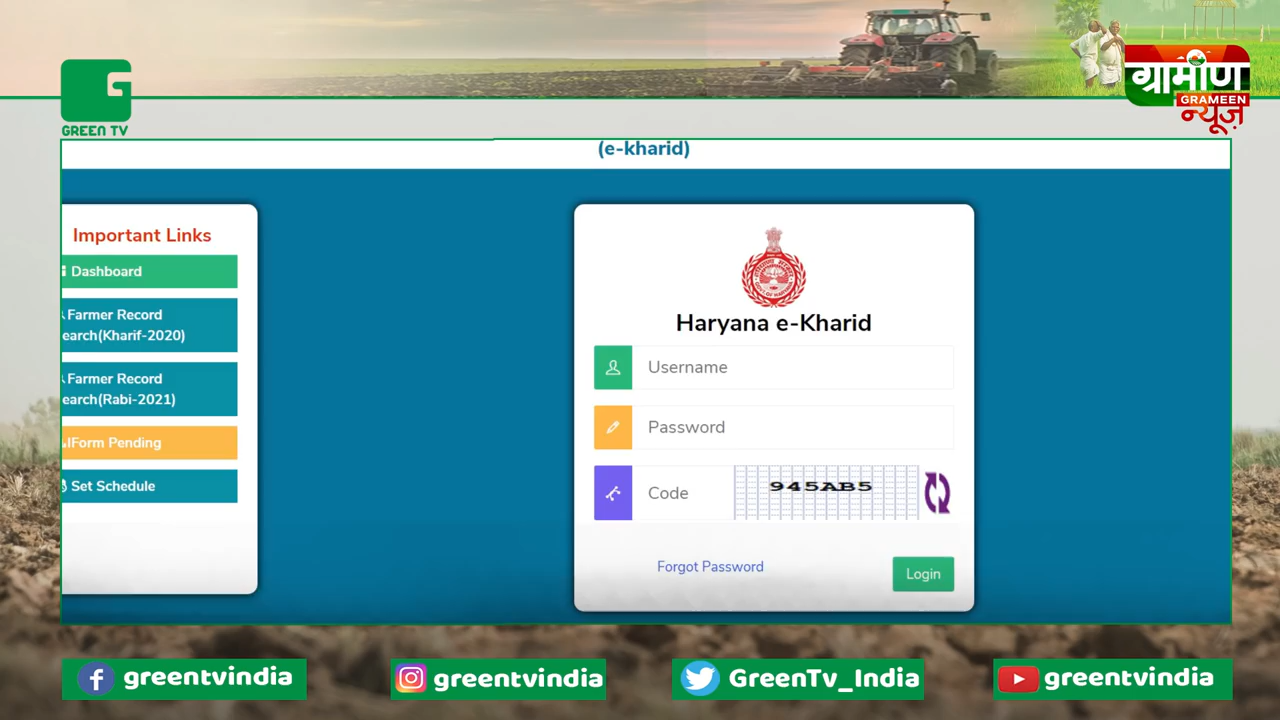 GREEN TV
ग्रामीण
GRAMEEN
न्यूज़
(e-kharid)
Important Links
Dashboard
Farmer Record
earch(Kharif-2020)
Farmer Record
earch(Rabi-2021)
IForm Pending
Set Schedule
Haryana e-Kharid
Username
Password
Code
945AB5
Forgot Password
Login
greentvindia
greentvindia
GreenTv_India
greentvindia